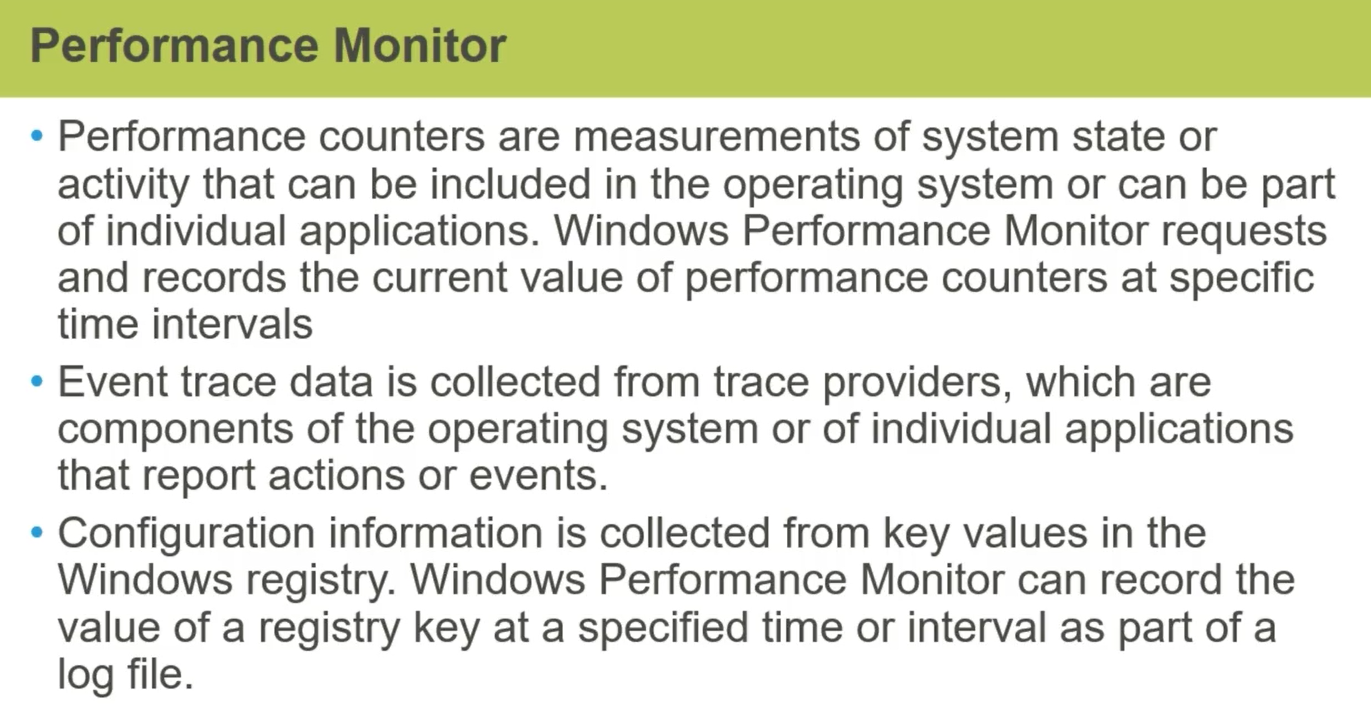 Performance Monitor
• Performance counters are measurements of system state or
activity that can be included in the operating system or can be part
of individual applications. Windows Performance Monitor requests
and records the current value of performance counters at specific
time intervals
• Event trace data is collected from trace providers, which are
components of the operating system or of individual applications
that report actions or events.
• Configuration information is collected from key values in the
Windows registry. Windows Performance Monitor can record the
value of a registry key at a specified time or interval as part of a
log file.